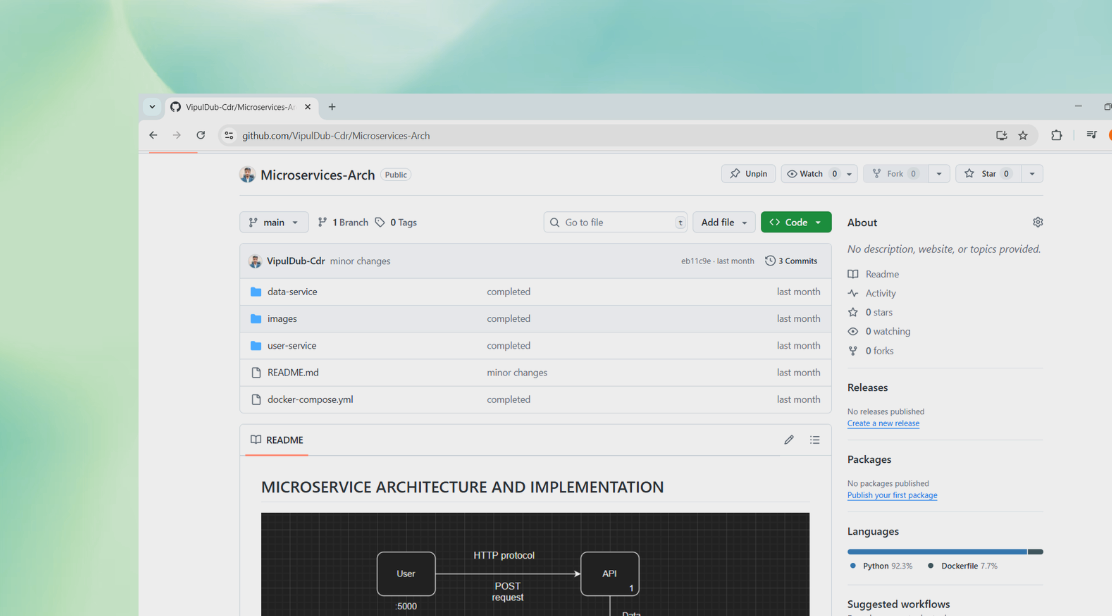 VipulDub-Cdr/Microservices-Ar
github.com/VipulDub-Cdr/Microservices-Arch
Microservices-Arch Public
Unpin Watch 0 Fork 0 Star 0
main 1 Branch 0 Tags Go to file t Add file Code
VipulDub-Cdr minor changes eb11c9e · last month 3 Commits
data-service completed last month
images completed last month
user-service completed last month
README.md minor changes last month
docker-compose.yml completed last month
README
MICROSERVICE ARCHITECTURE AND IMPLEMENTATION
User
:5000
HTTP protocol
POST
request
API
1
Data
About
No description, website, or topics provided.
Readme
Activity
0 stars
0 watching
0 forks
Releases
No releases published
Create a new release
Packages
No packages published
Publish your first package
Languages
Python 92.3% Dockerfile 7.7%
Suggested workflows